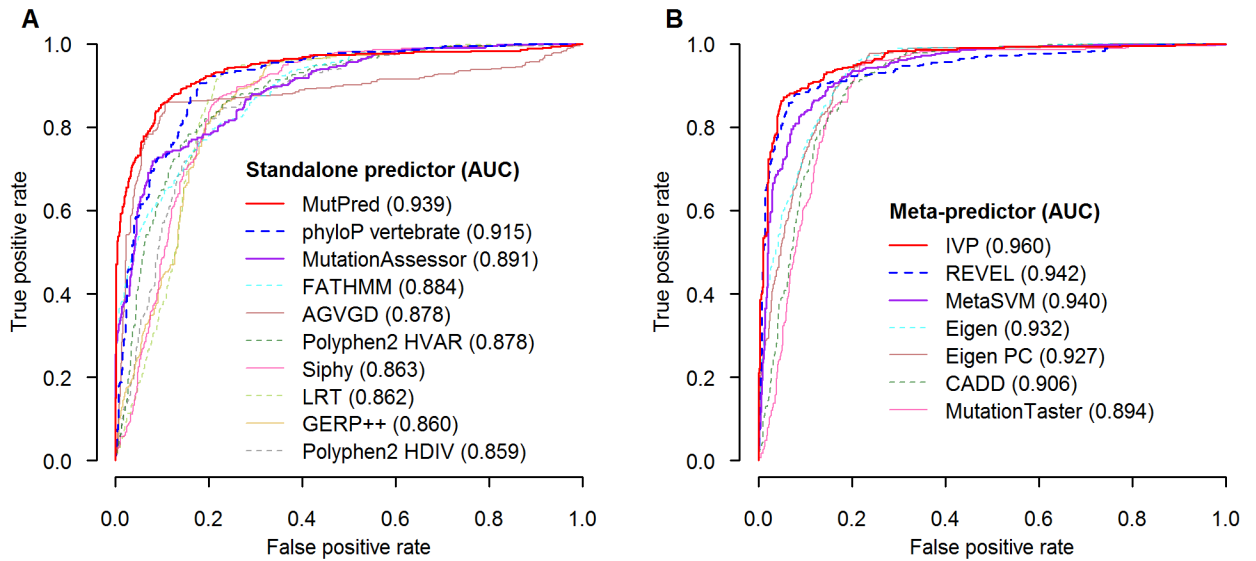 A
True positive rate
1.0
0.8
0.6
0.4
0.2
0.0
Standalone predictor (AUC)
MutPred (0.939)
phyloP vertebrate (0.915)
MutationAssessor (0.891)
FATHMM (0.884)
AGVGD (0.878)
Polyphen2 HVAR (0.878)
Siphy (0.863)
LRT (0.862)
GERP++ (0.860)
Polyphen2 HDIV (0.859)
0.0 0.2 0.4 0.6 0.8 1.0
False positive rate
B
True positive rate
1.0
0.8
0.6
0.4
0.2
0.0
Meta-predictor (AUC)
IVP (0.960)
REVEL (0.942)
MetaSVM (0.940)
Eigen (0.932)
Eigen PC (0.927)
CADD (0.906)
MutationTaster (0.894)
0.0 0.2 0.4 0.6 0.8 1.0
False positive rate